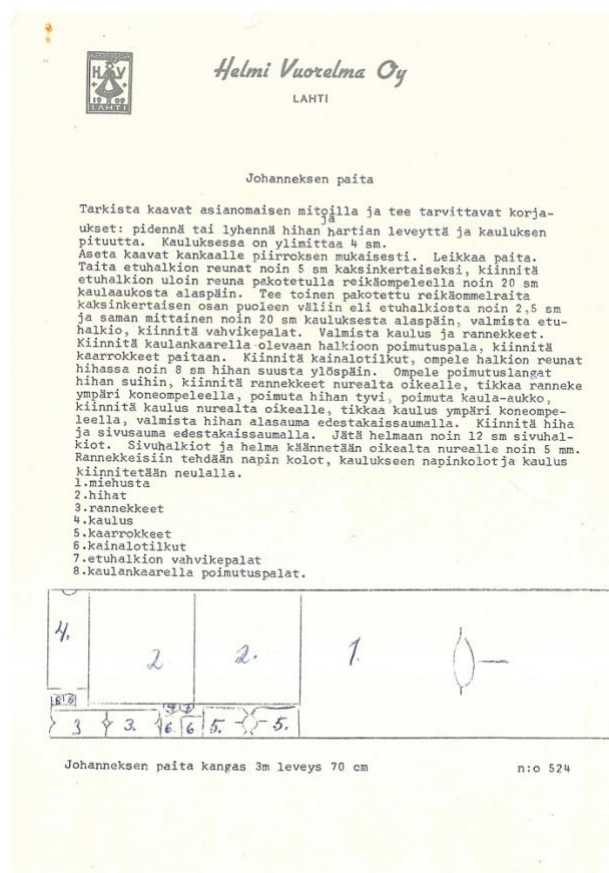 H V
19 09
LAHTI
Helmi Vuorelma Oy
LAHTI
Johanneksen paita
Tarkista kaavat asianomaisen mitoilla ja tee tarvittavat korja-
ja
ukset: pidennä tai lyhennä hihan hartian leveyttä ja kauluksen
pituutta. Kauluksessa on ylimittaa 4 sm.
Aseta kaavat kankaalle piirroksen mukaisesti. Leikkaa paita.
Taita etuhalkion reunat noin 5 sm kaksinkertaiseksi, kiinnitä
etuhalkion uloin reuna pakotetulla reikäompeleella noin 20 sm
kaulaaukosta alaspäin. Tee toinen pakotettu reikäommelraita
kaksinkertaisen osan puoleen väliin eli etuhalkiosta noin 2,5 sm
ja saman mittainen noin 20 sm kauluksesta alaspäin, valmista etu-
halkio, kiinnitä vahvikepalat. Valmista kaulus ja rannekkeet.
Kiinnitä kaulankaarella olevaan halkioon poimutuspala, kiinnitä
kaarrokkeet paitaan. Kiinnitä kainalotilkut, ompele halkion reunat
hihassa noin 8 sm hihan suusta ylöspäin. Ompele poimutuslangat
hihan suihin, kiinnitä rannekkeet nurealta oikealle, tikkaa ranneke
ympäri koneompeleella, poimuta hihan tyvi, poimuta kaula-aukko,
kiinnitä kaulus nurealta oikealle, tikkaa kaulus ympäri koneompe-
leella, valmista hihan alasauma edestakaissaumalla. Kiinnitä hiha
ja sivusauma edestakaissaumalla. Jätä helmaan noin 12 sm sivuhal-
kiot. Sivuhalkiot ja helma käännetään oikealta nurealle noin 5 mm.
Rannekkeisiin tehdään napin kolot, kaulukseen napinkolot ja kaulus
kiinnitetään neulalla.
1.miehusta
2.hihat
3.rannekkeet
4.kaulus
5.kaarrokkeet
6.kainalotilkut
7.etuhalkion vahvikepalat
8.kaulankaarella poimutuspalat.
4. 2 2. 1.
8 8 7 7
3 3. 6 6 5. 5.
Johanneksen paita kangas 3m leveys 70 cm n:o 524